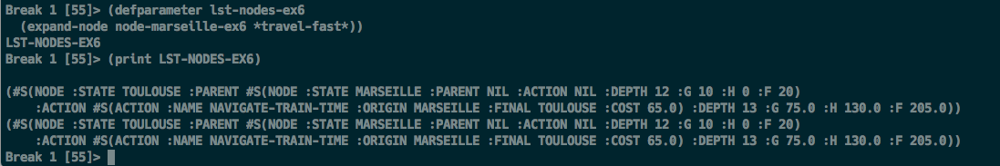 Break 1 [55]> (defparameter lst-nodes-ex6
(expand-node node-marseille-ex6 *travel-fast*))
LST-NODES-EX6
Break 1 [55]> (print LST-NODES-EX6)
(#S(NODE :STATE TOULOUSE :PARENT #S(NODE :STATE MARSEILLE :PARENT NIL :ACTION NIL :DEPTH 12 :G 10 :H 0 :F 20)
:ACTION #S(ACTION :NAME NAVIGATE-TRAIN-TIME :ORIGIN MARSEILLE :FINAL TOULOUSE :COST 65.0) :DEPTH 13 :G 75.0 :H 130.0 :F 205.0))
(#S(NODE :STATE TOULOUSE :PARENT #S(NODE :STATE MARSEILLE :PARENT NIL :ACTION NIL :DEPTH 12 :G 10 :H 0 :F 20)
:ACTION #S(ACTION :NAME NAVIGATE-TRAIN-TIME :ORIGIN MARSEILLE :FINAL TOULOUSE :COST 65.0) :DEPTH 13 :G 75.0 :H 130.0 :F 205.0))
Break 1 [55]>